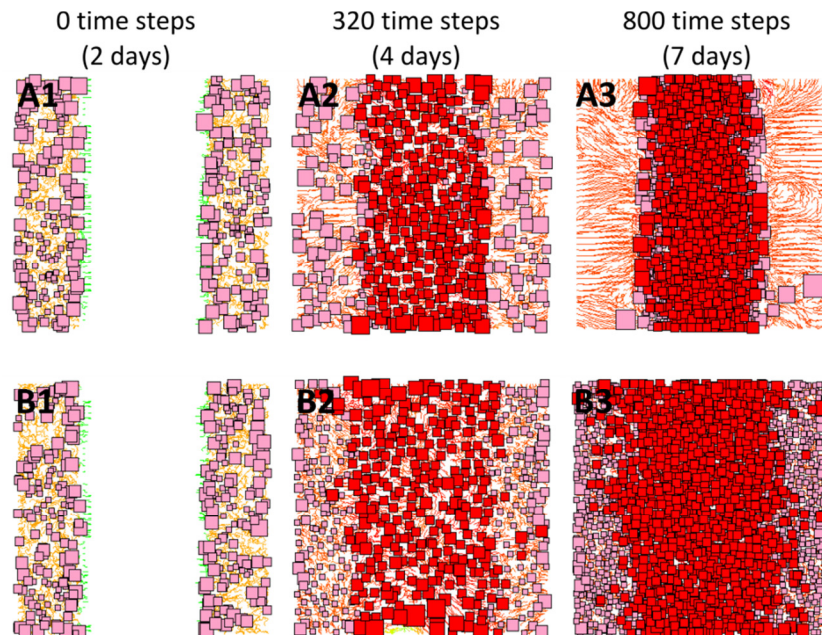 0 time steps
(2 days)
320 time steps
(4 days)
800 time steps
(7 days)
A1
A2
A3
B1
B2
B3